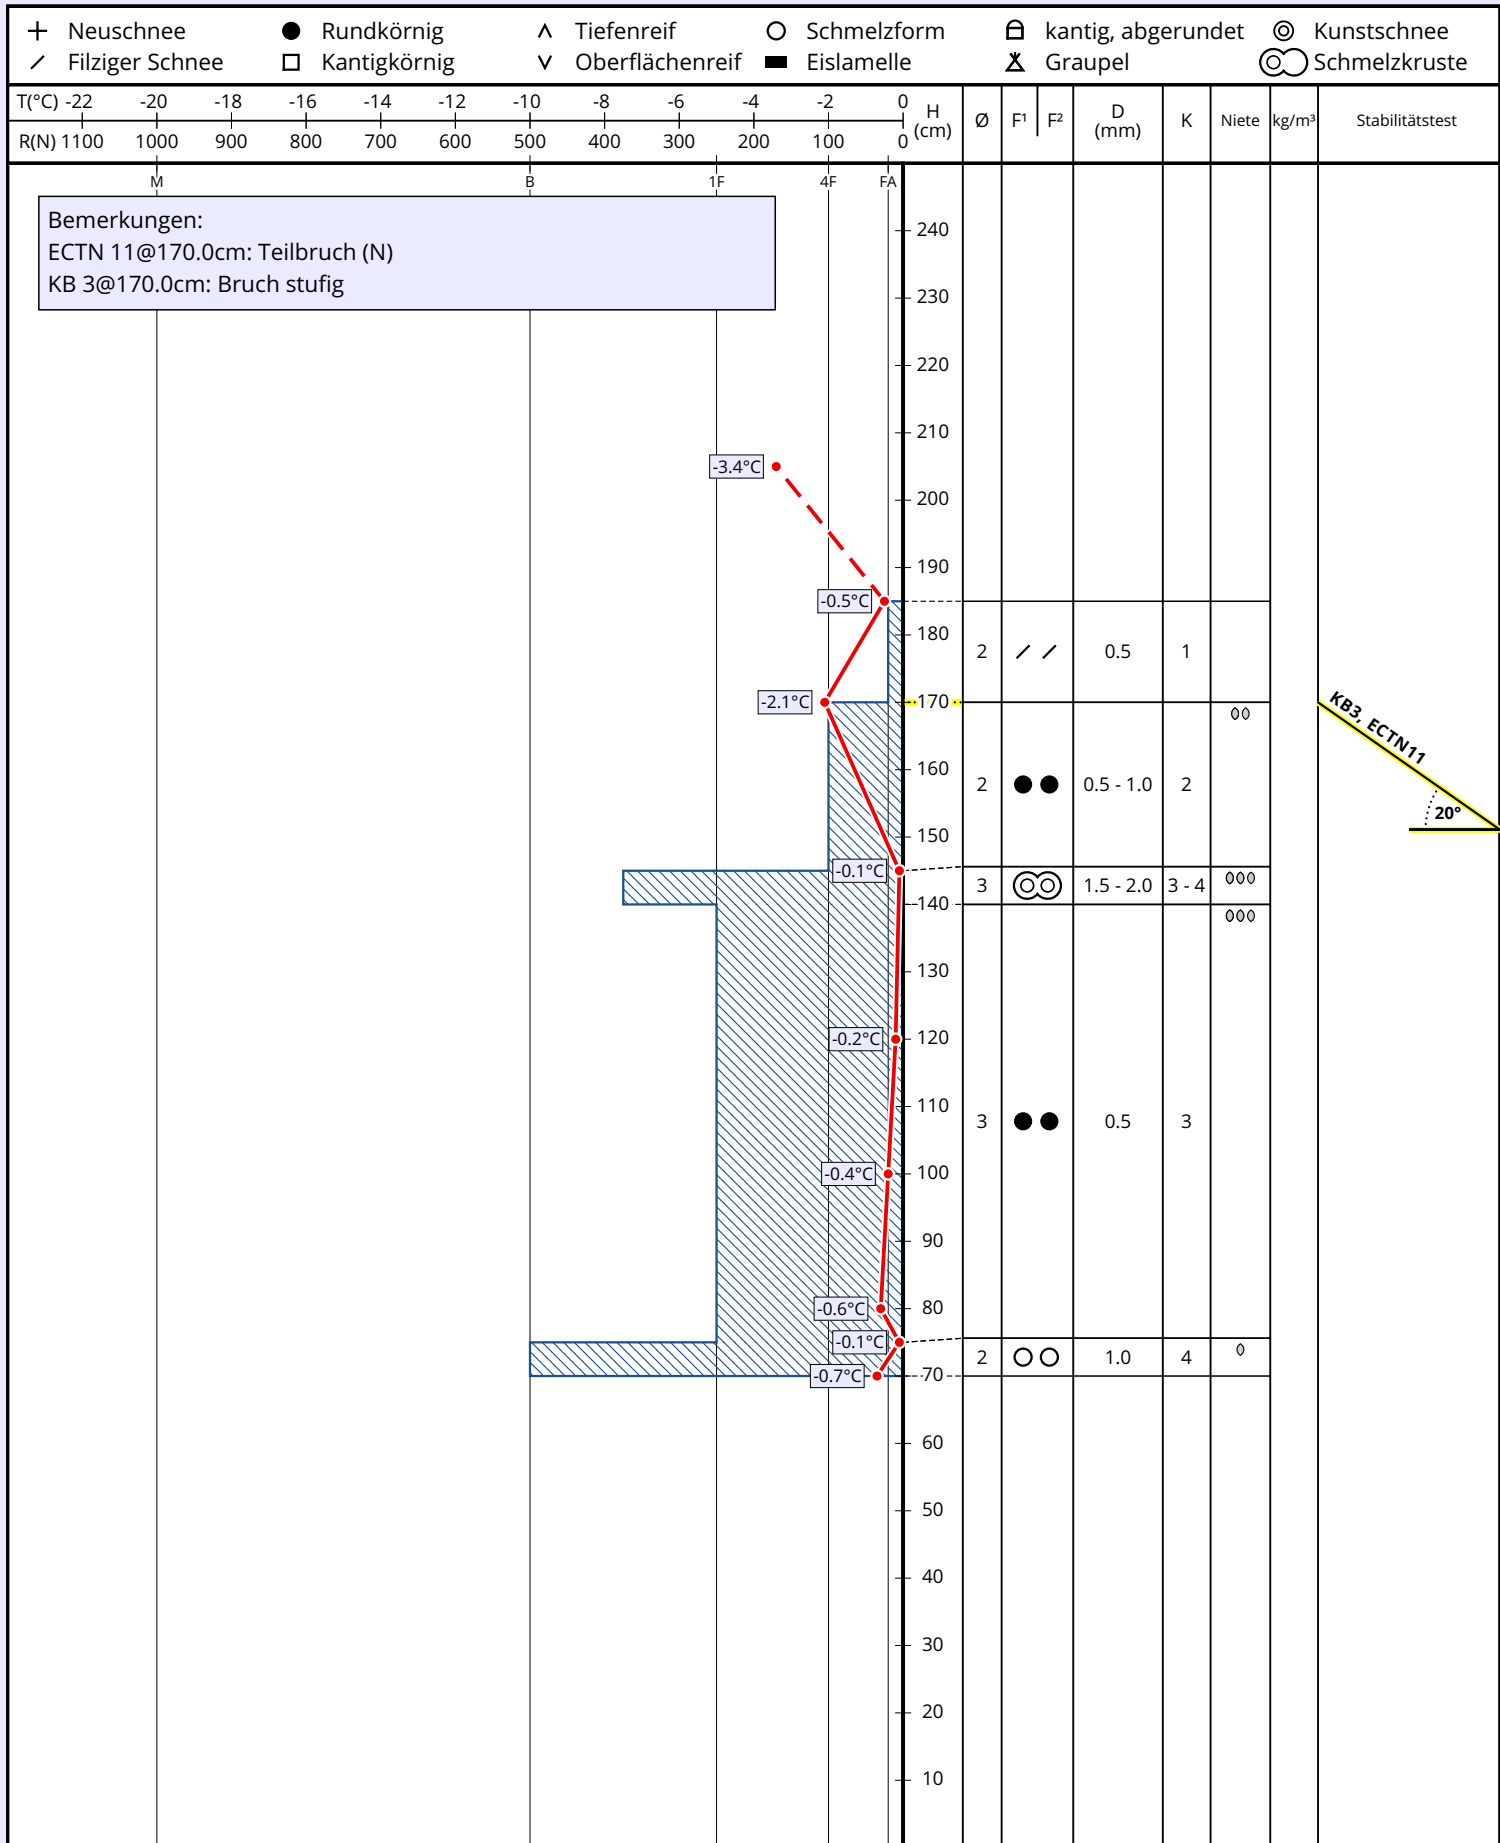 Neuschnee Rundkörnig Tiefenreif Schmelzform kantig, abgerundet Kunstschnee
Filziger Schnee Kantigkörnig Oberflächenreif Eislamelle Graupel Schmelzkruste
T(°C) -22 -20 -18 -16 -14 -12 -10 -8 -6 -4 -2 0
R(N) 1100 1000 900 800 700 600 500 400 300 200 100 0
H (cm) Ø F¹ F² D (mm) K Niete kg/m³ Stabilitätstest
M B 1F 4F FA
Bemerkungen:
ECTN 11@170.0cm: Teilbruch (N)
KB 3@170.0cm: Bruch stufig
240
230
220
210
-3.4°C
200
190
-0.5°C
180
2 0.5 1
-2.1°C 170
KB3, ECTN11
160
2 0.5 - 1.0 2
20°
150
-0.1°C
3 1.5 - 2.0 3 - 4
140
130
-0.2°C 120
110
3 0.5 3
-0.4°C 100
90
-0.6°C 80
-0.1°C
2 1.0 4
-0.7°C 70
60
50
40
30
20
10